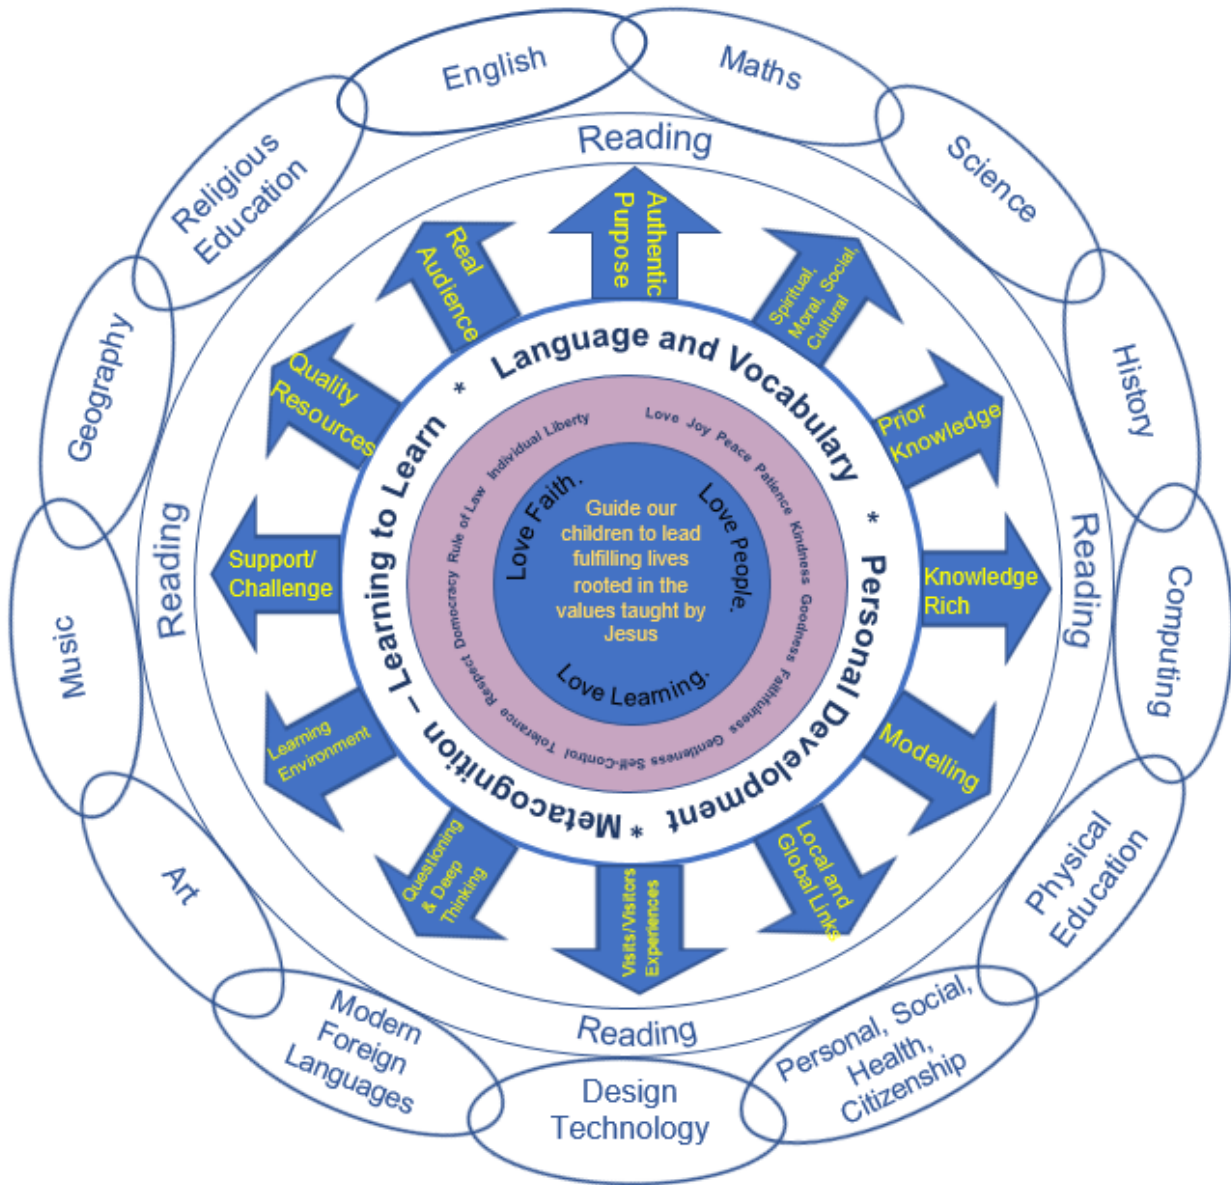 English
Maths
Science
History
Computing
Physical
Education
Personal, Social,
Health,
Citizenship
Design
Technology
Modern
Foreign
Languages
Art
Music
Geography
Religious
Education
Reading
Reading
Reading
Reading
Authentic
Purpose
Spiritual,
Moral, Social,
Cultural
Prior
Knowledge
Knowledge
Rich
Modelling
Local and
Global Links
Visits/Visitors
Experiences
Questioning
& Deep
Thinking
Learning
Environment
Support/
Challenge
Quality
Resources
Real
Audience
* Language and Vocabulary * Personal Development * Metacognition – Learning to Learn
Love Joy Peace Patience Kindness Goodness Faithfulness Gentleness Self-Control Tolerance Respect Democracy Rule of Law Individual Liberty
Love Faith.
Love People.
Love Learning.
Guide our
children to lead
fulfilling lives
rooted in the
values taught by
Jesus